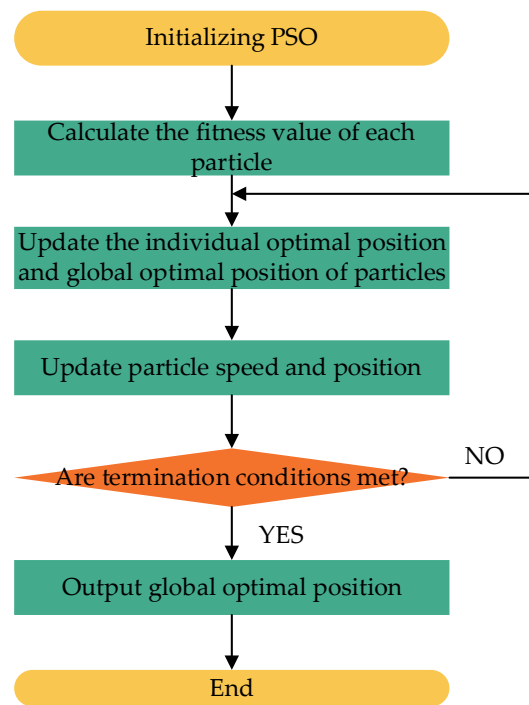 Initializing PSO
Calculate the fitness value of each
particle
Update the individual optimal position
and global optimal position of particles
Update particle speed and position
Are termination conditions met?
NO
YES
Output global optimal position
End